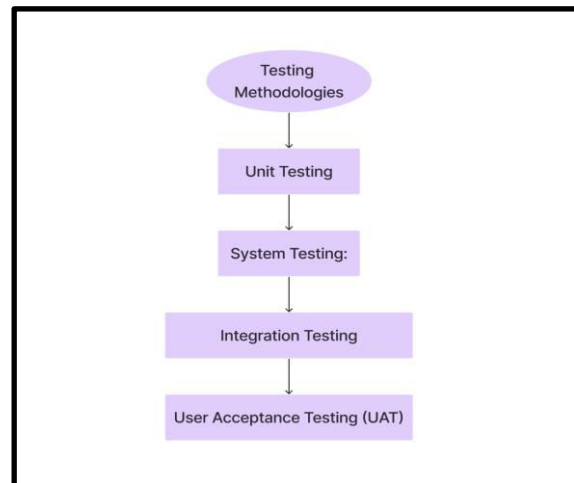 Testing
Methodologies
Unit Testing
System Testing:
Integration Testing
User Acceptance Testing (UAT)